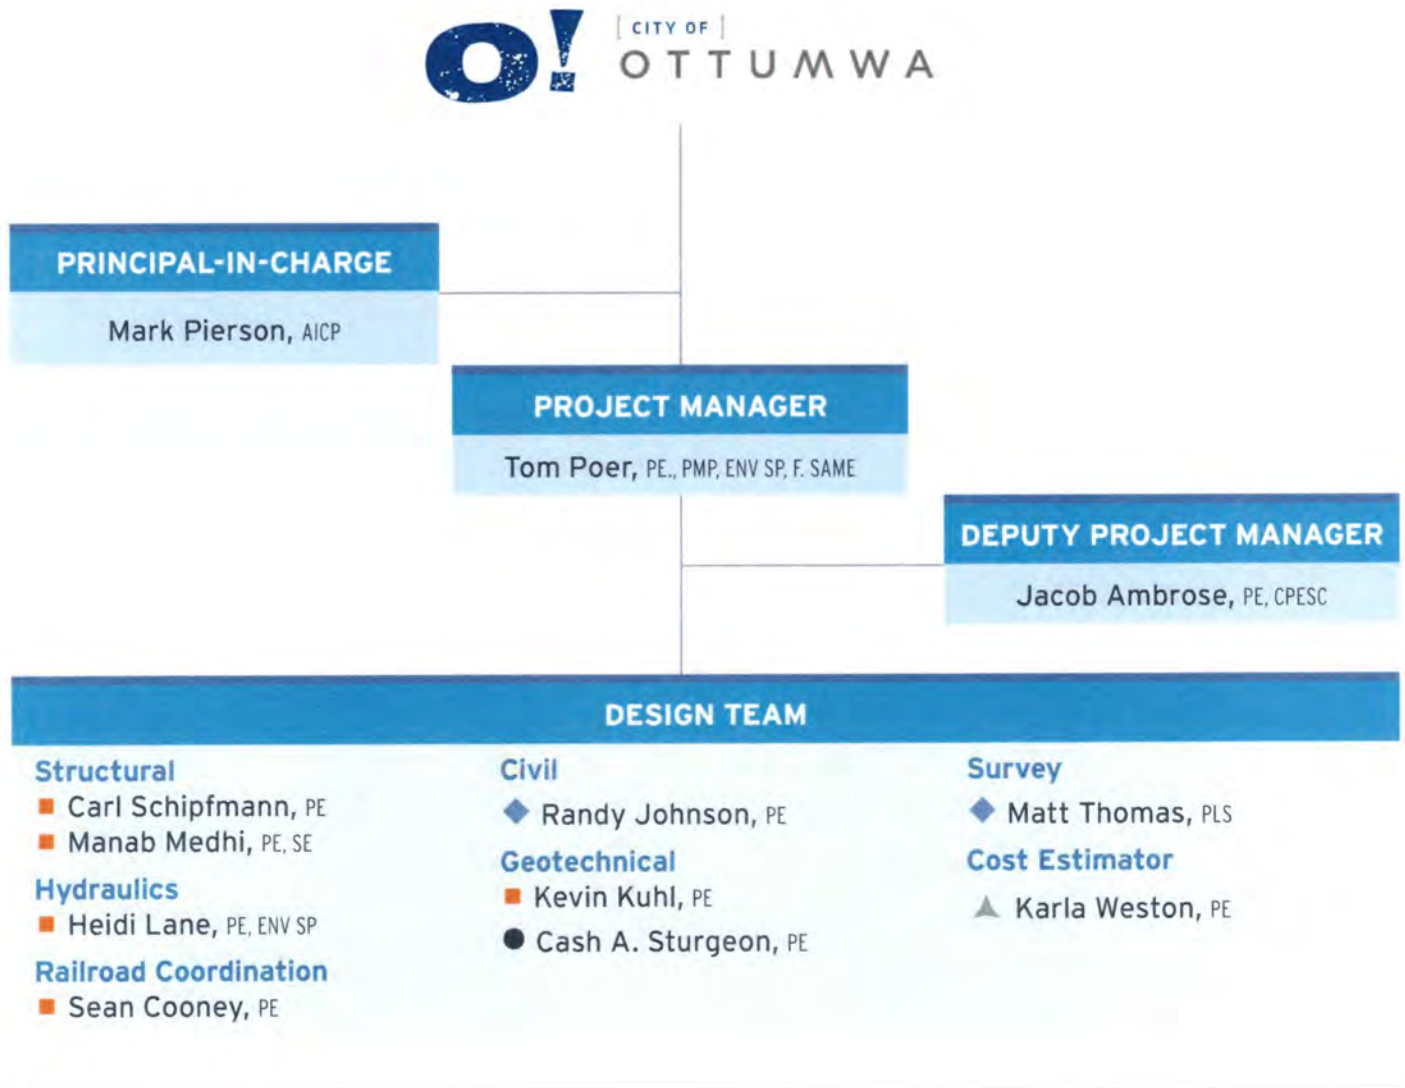 O!
[ CITY OF ]
OTTUMWA
PRINCIPAL-IN-CHARGE
Mark Pierson, AICP
PROJECT MANAGER
Tom Poer, PE., PMP, ENV SP, F. SAME
DEPUTY PROJECT MANAGER
Jacob Ambrose, PE, CPESC
DESIGN TEAM
Structural
Carl Schipfmann, PE
Manab Medhi, PE, SE
Hydraulics
Heidi Lane, PE, ENV SP
Railroad Coordination
Sean Cooney, PE
Civil
Randy Johnson, PE
Geotechnical
Kevin Kuhl, PE
Cash A. Sturgeon, PE
Survey
Matt Thomas, PLS
Cost Estimator
Karla Weston, PE